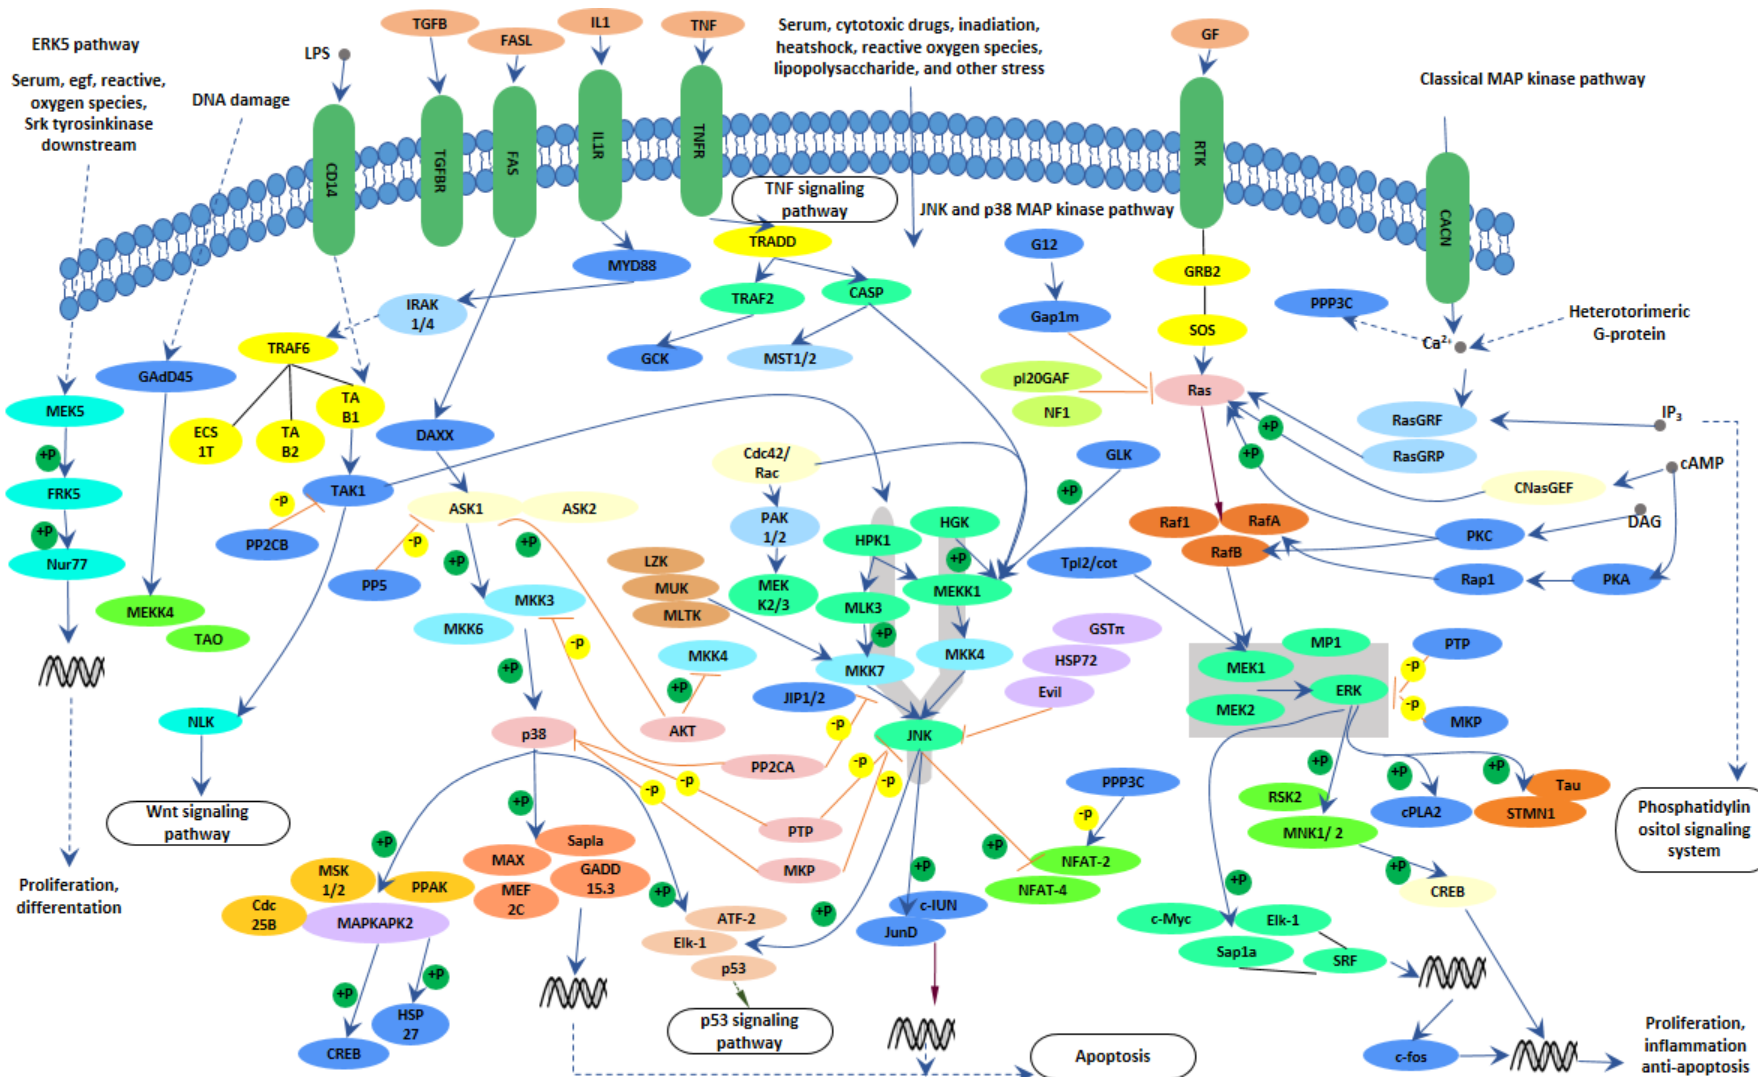 ERK5 pathway
Serum, egf, reactive,
oxygen species,
Srk tyrosinkinase
downstream
DNA damage
LPS
TGFB
FASL
IL1
TNF
Serum, cytotoxic drugs, inadiation,
heatshock, reactive oxygen species,
lipopolysaccharide, and other stress
GF
Classical MAP kinase pathway
CD14
TGFBR
FAS
IL1R
TNFR
RTK
CACN
TNF signaling
pathway
JNK and p38 MAP kinase pathway
TRADD
MYD88
TRAF2
CASP
G12
GRB2
PPP3C
Heterotorimeric
G-protein
IRAK
1/4
Gap1m
SOS
Ca²⁺
TRAF6
GCK
MST1/2
GAdD45
pI20GAF
NF1
Ras
MEK5
TA
B1
ECS
1T
TA
B2
DAXX
RasGRF
RasGRP
IP₃
+P
+P
+P
Cdc42/
Rac
GLK
cAMP
FRK5
TAK1
-p
ASK1
ASK2
+P
CNasGEF
DAG
PAK
1/2
HGK
Raf1
RafA
RafB
PKC
+P
PP2CB
-p
+P
+P
HPK1
+P
Nur77
PP5
LZK
MUK
MLTK
MEK
K2/3
MEKK1
MLK3
Tpl2/cot
Rap1
PKA
MEKK4
TAO
MKK3
MKK6
-p
MKK4
+P
MKK7
MKK4
GSTπ
HSP72
Evil
MP1
MEK1
MEK2
ERK
PTP
-p
-p
MKP
+P
+P
JIP1/2
NLK
p38
AKT
-p
JNK
PP2CA
-p
-p
-p
-p
PPP3C
+P
+P
+P
RSK2
MNK1/ 2
cPLA2
Tau
STMN1
Wnt signaling
pathway
+P
PTP
MKP
-p
+P
NFAT-2
NFAT-4
Phosphatidylin
ositol signaling
system
+P
Sapla
MAX
MEF
2C
GADD
15.3
+P
+P
+P
CREB
+P
Proliferation,
differentation
MSK
1/2
PPAK
Cdc
25B
MAPKAPK2
ATF-2
Elk-1
p53
+P
c-IUN
JunD
c-Myc
Elk-1
Sap1a
SRF
+P
+P
HSP
27
CREB
p53 signaling
pathway
Apoptosis
c-fos
Proliferation,
inflammation
anti-apoptosis